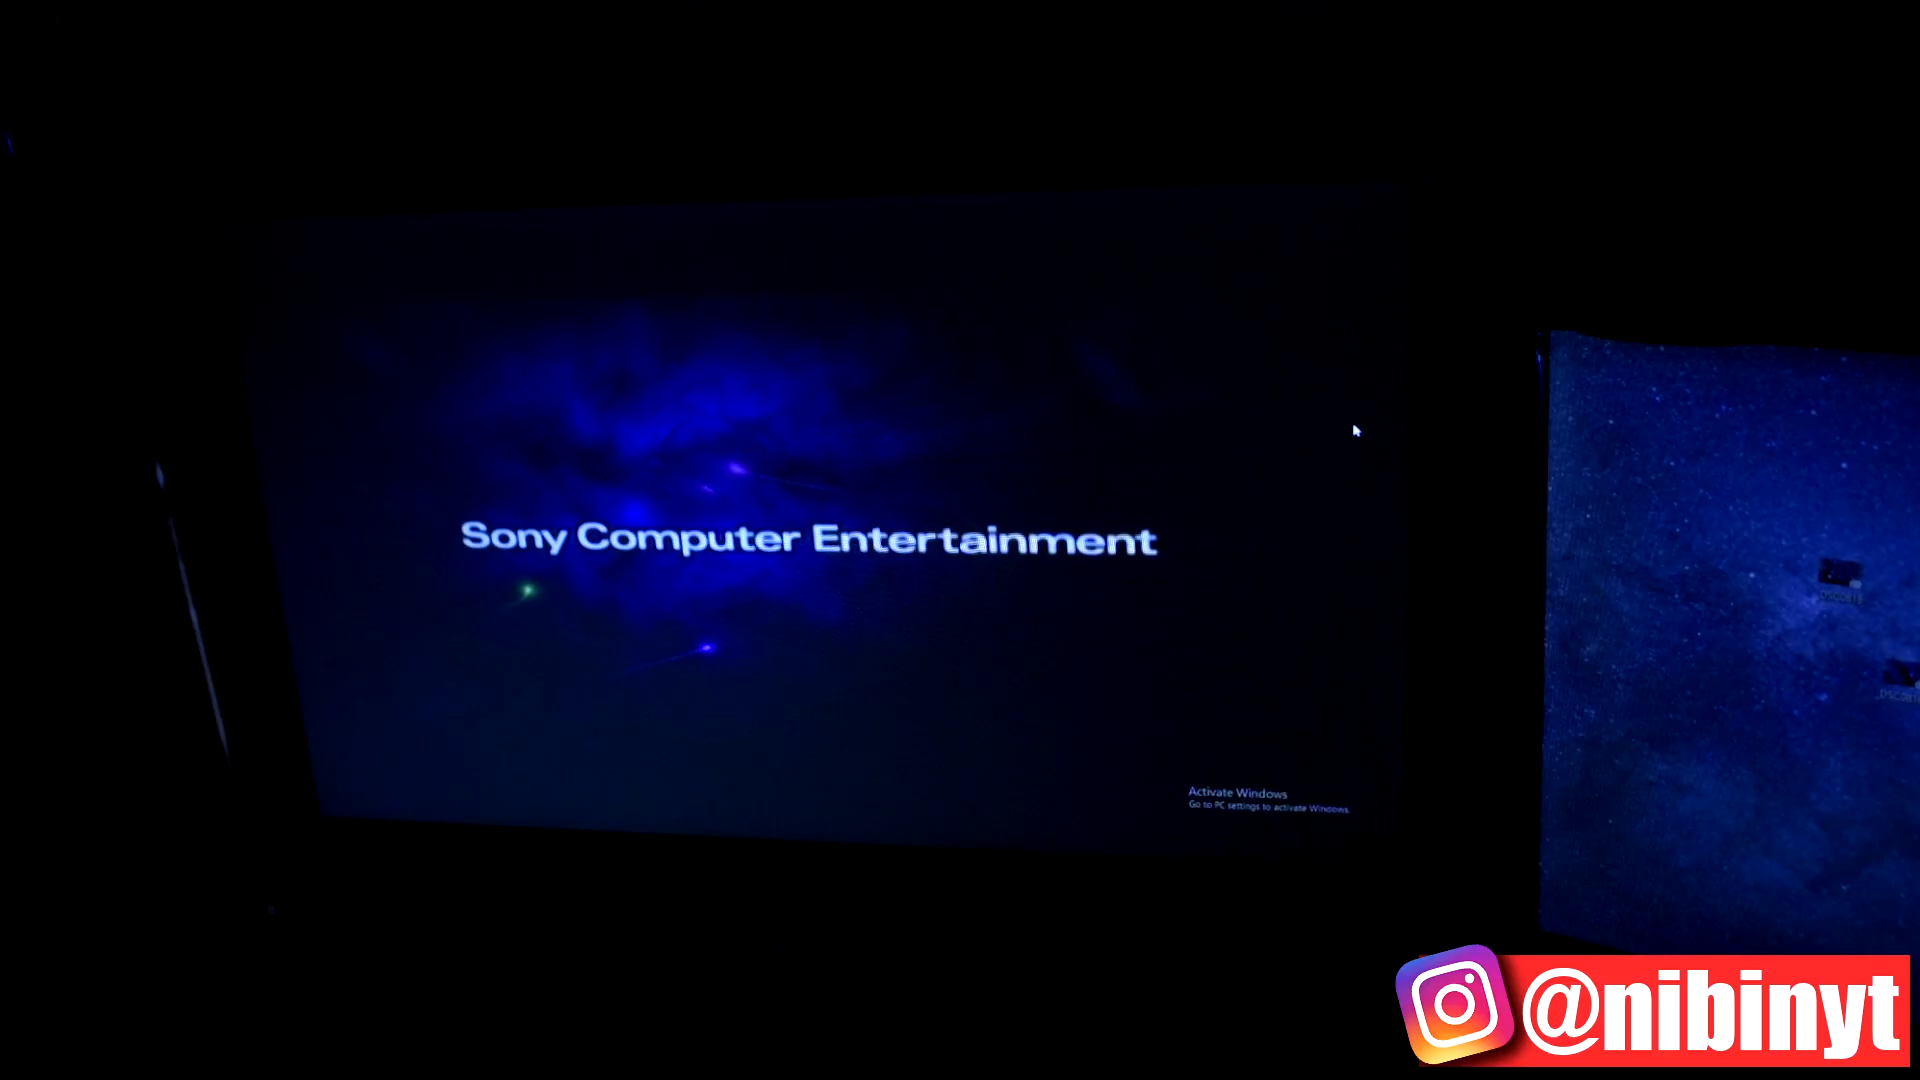 Sony Computer Entertainment
Activate Windows
Go to PC settings to activate Windows.
@nibinyt